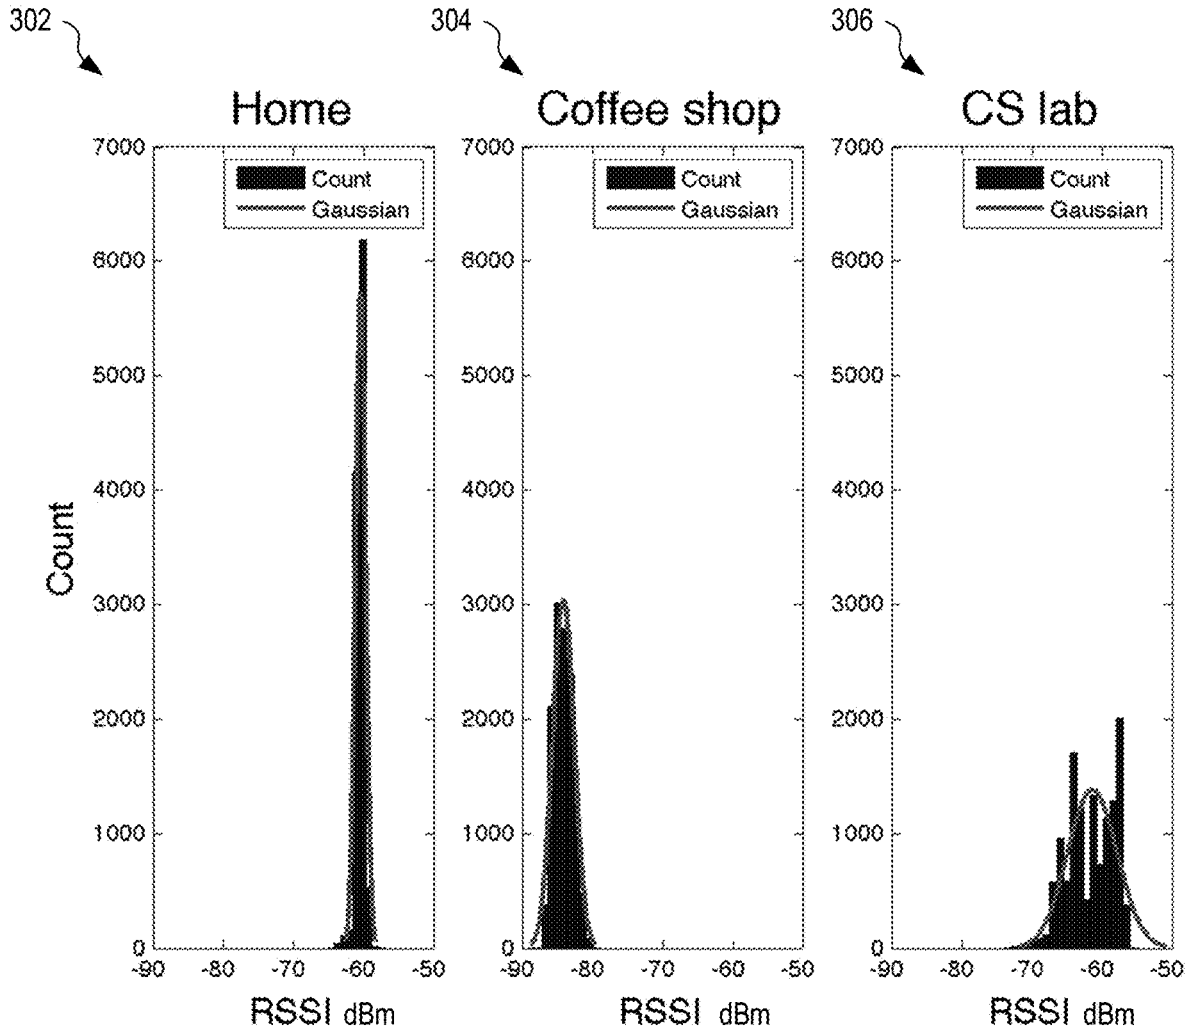 302 304 306
Home Coffee shop CS lab
7000 7000 7000
Count Count Count
Gaussian Gaussian Gaussian
6000 6000 6000
5000 5000 5000
4000 4000 4000
Count
3000 3000 3000
2000 2000 2000
1000 1000 1000
0 0 0
-90 -80 -70 -60 -50 -90 -80 -70 -60 -50 -90 -80 -70 -60 -50
RSSI dBm RSSI dBm RSSI dBm